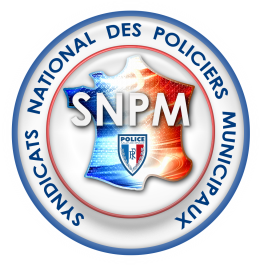 SYNDICATS NATIONAL DES POLICIERS MUNICIPAUX
SNPM
POLICE